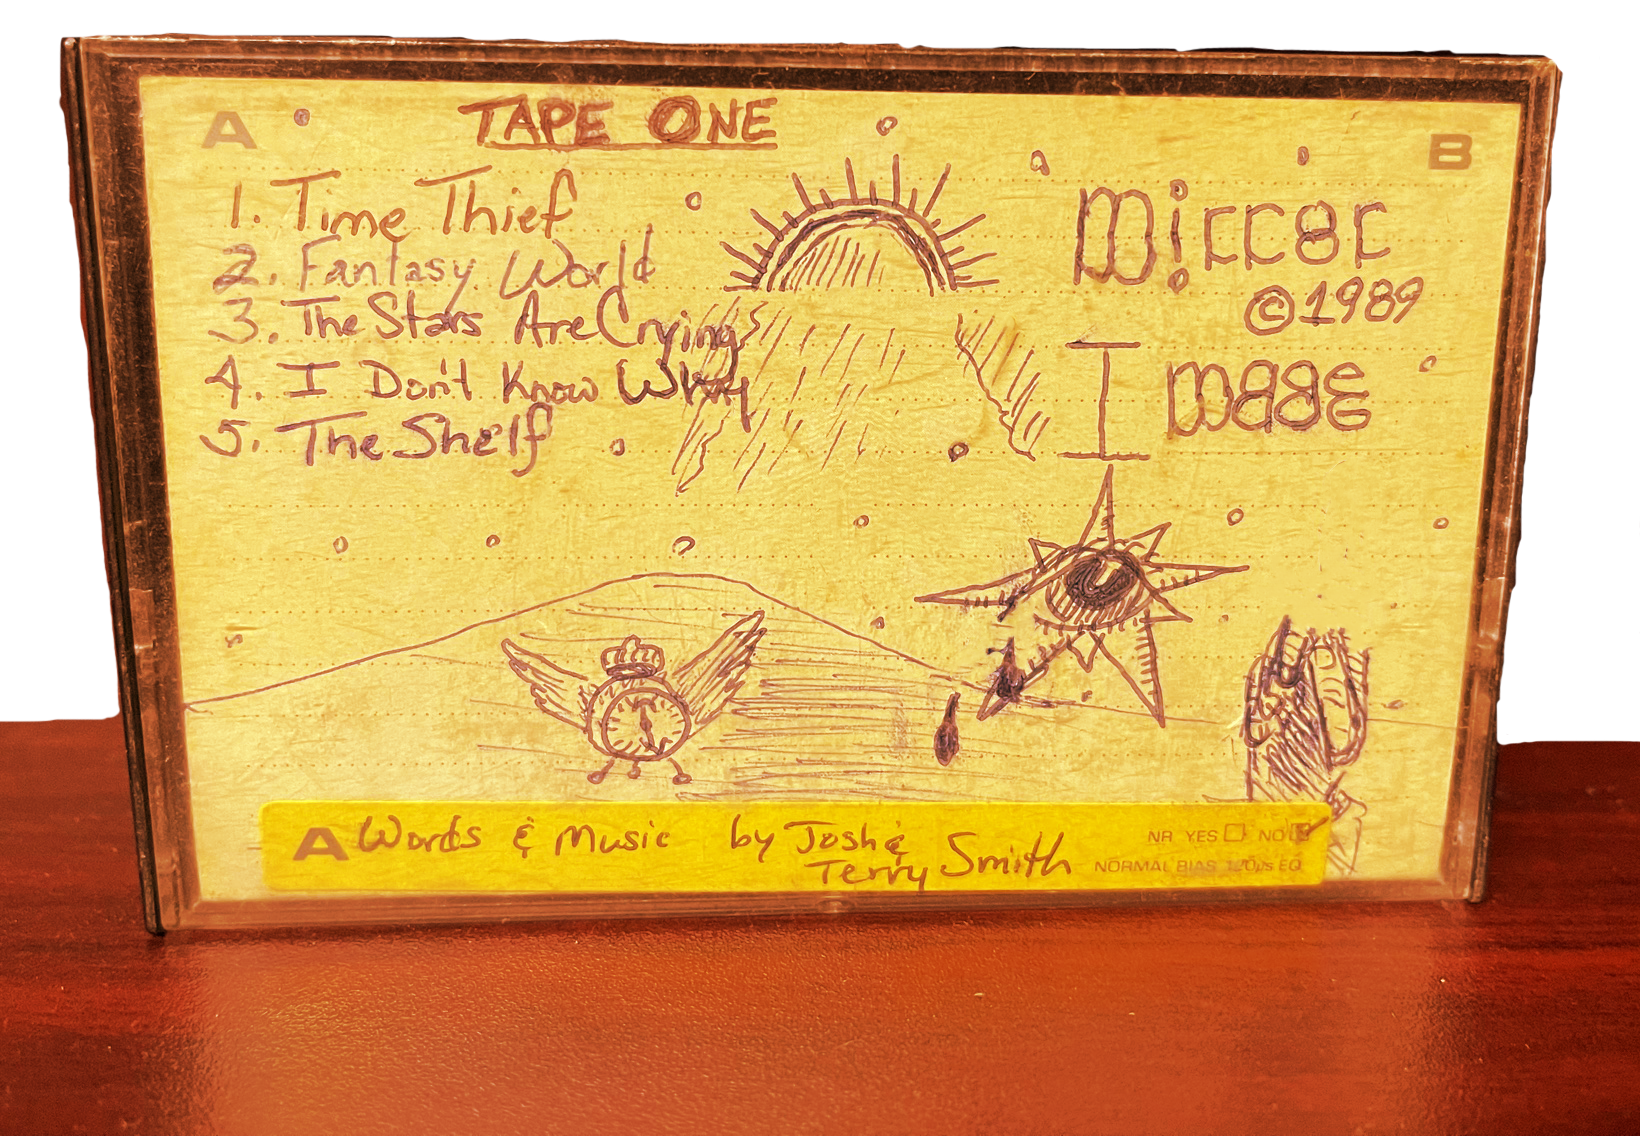 A
TAPE ONE
B
1. Time Thief
2. Fantasy World
3. The Stars Are Crying
4. I Don't Know Why
5. The Shelf
Mirror
©1989
Image
A Words & Music by Josh &
Terry Smith
NR YES NO
NORMAL BIAS 120µs EQ